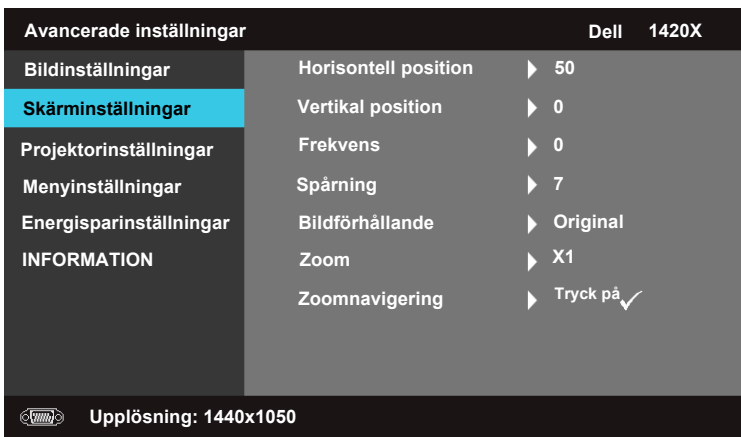 Avancerade inställningar Dell 1420X
Bildinställningar Horisontell position 50
Skärminställningar Vertikal position 0
Projektorinställningar Frekvens 0
Menyinställningar Spårning 7
Energisparinställningar Bildförhållande Original
INFORMATION Zoom X1
Zoomnavigering Tryck på
Upplösning: 1440x1050